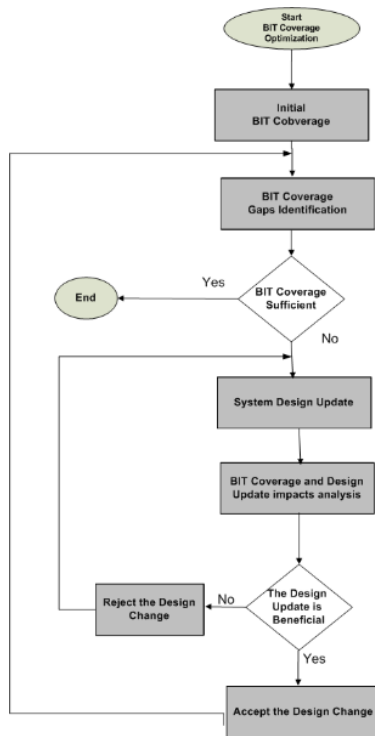 Start
BIT Coverage
Optimization
Initial
BIT Cobverage
BIT Coverage
Gaps Identification
Yes
End
BIT Coverage
Sufficient
No
System Design Update
BIT Coverage and Design
Update impacts analysis
Reject the Design
Change
No
The Design
Update is
Beneficial
Yes
Accept the Design Change